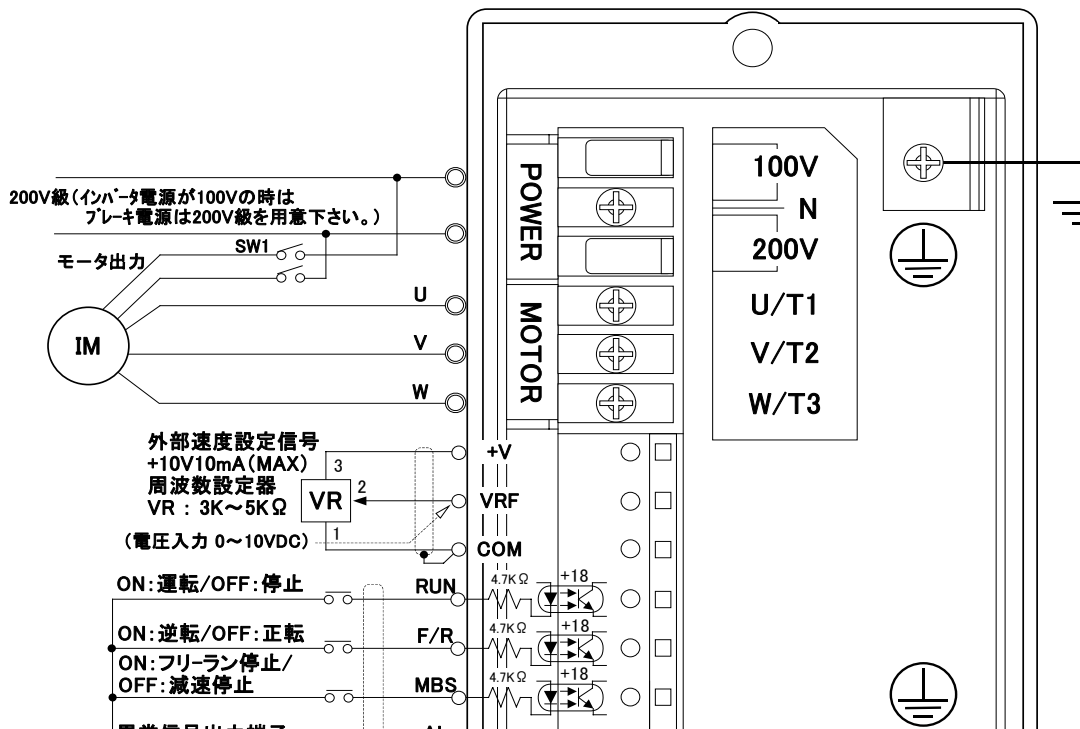 200V級(インバータ電源が100Vの時は
ブレーキ電源は200V級を用意下さい。)
SW1
モータ出力
IM
U
V
W
POWER
MOTOR
100V
N
200V
U/T1
V/T2
W/T3
外部速度設定信号
+10V10mA(MAX)
周波数設定器
VR : 3K~5KΩ
(電圧入力 0~10VDC)
3
VR
2
1
+V
VRF
COM
ON:運転/OFF:停止
RUN
4.7KΩ
+18
ON:逆転/OFF:正転
F/R
4.7KΩ
+18
ON:フリーラン停止/
OFF:減速停止
MBS
4.7KΩ
+18